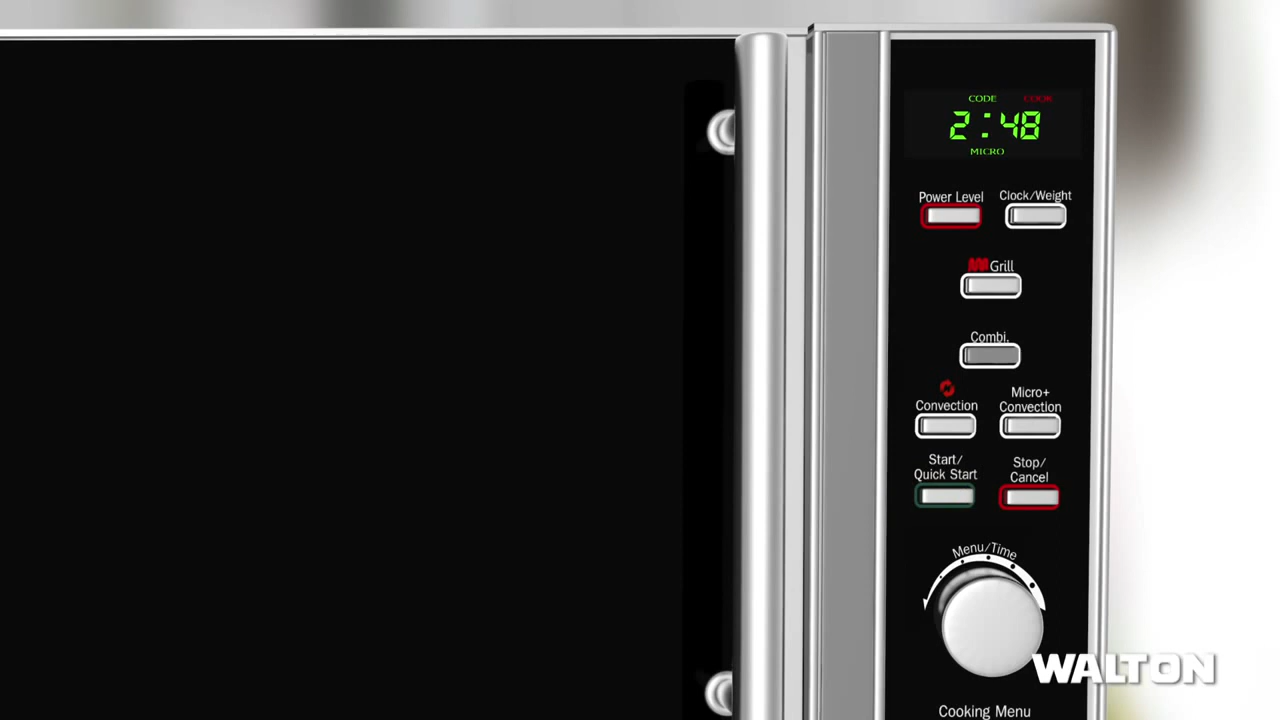 CODE COOK
2:48
MICRO
Power Level Clock/Weight
Grill
Combi.
Convection
Micro+
Convection
Start/
Quick Start
Stop/
Cancel
Menu/Time
WALTON
Cooking Menu